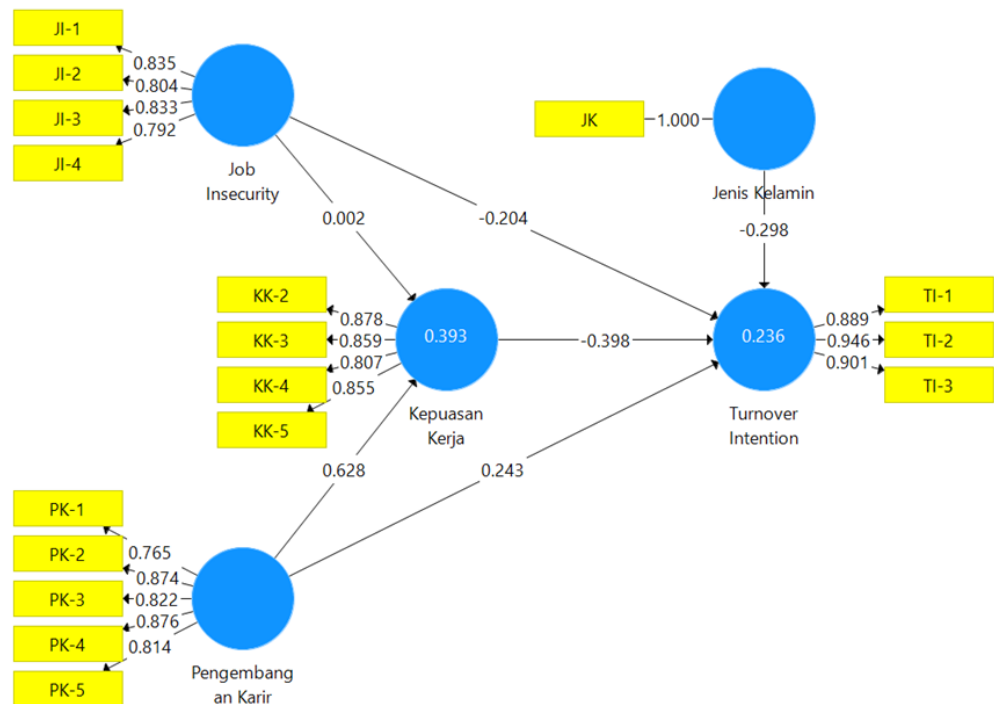 JI-1
JI-2
JI-3
JI-4
0.835
0.804
0.833
0.792
Job
Insecurity
JK
1.000
Jenis Kelamin
0.002
-0.204
-0.298
KK-2
KK-3
KK-4
KK-5
0.878
0.859
0.807
0.855
0.393
Kepuasan
Kerja
-0.398
0.236
Turnover
Intention
0.889
0.946
0.901
TI-1
TI-2
TI-3
0.628
0.243
PK-1
PK-2
PK-3
PK-4
PK-5
0.765
0.874
0.822
0.876
0.814
Pengembang
an Karir